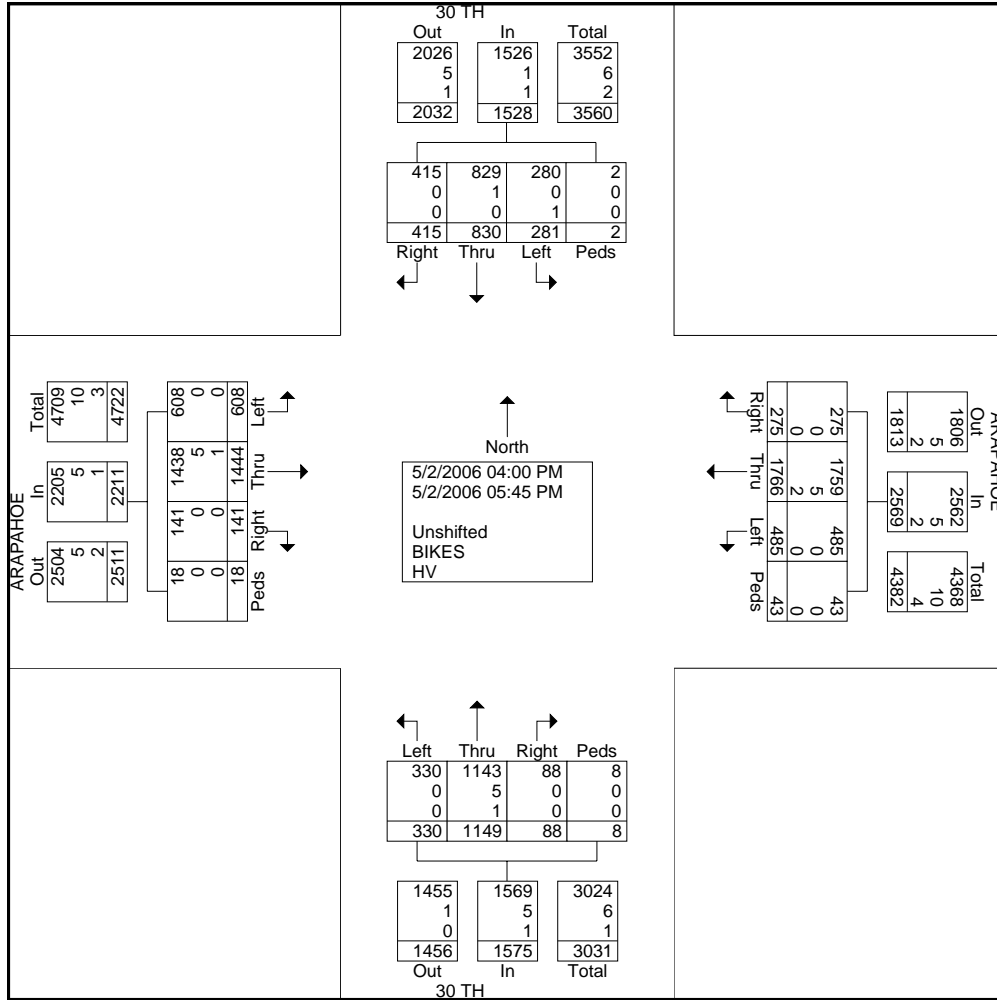 30 TH
Out In Total
2026 1526 3552
5 1 6
1 1 2
2032 1528 3560
415 829 280 2
0 1 0 0
0 0 1 0
415 830 281 2
Right Thru Left Peds
ARAPAHOE
Total
4709 10 3 4722
In
2205 5 1 2211
Out
2504 5 2 2511
608 0 0 608 Left
1438 5 1 1444 Thru
141 0 0 141 Right
18 0 0 18 Peds
North
5/2/2006 04:00 PM
5/2/2006 05:45 PM
Unshifted
BIKES
HV
Right 275 0 0 275
Thru 1766 2 5 1759
Left 485 0 0 485
Peds 43 0 0 43
ARAPAHOE
Out
1813 2 5 1806
In
2569 2 5 2562
Total
4382 4 10 4368
Left Thru Right Peds
330 1143 88 8
0 5 0 0
0 1 0 0
330 1149 88 8
1455 1569 3024
1 5 6
0 1 1
1456 1575 3031
Out In Total
30 TH